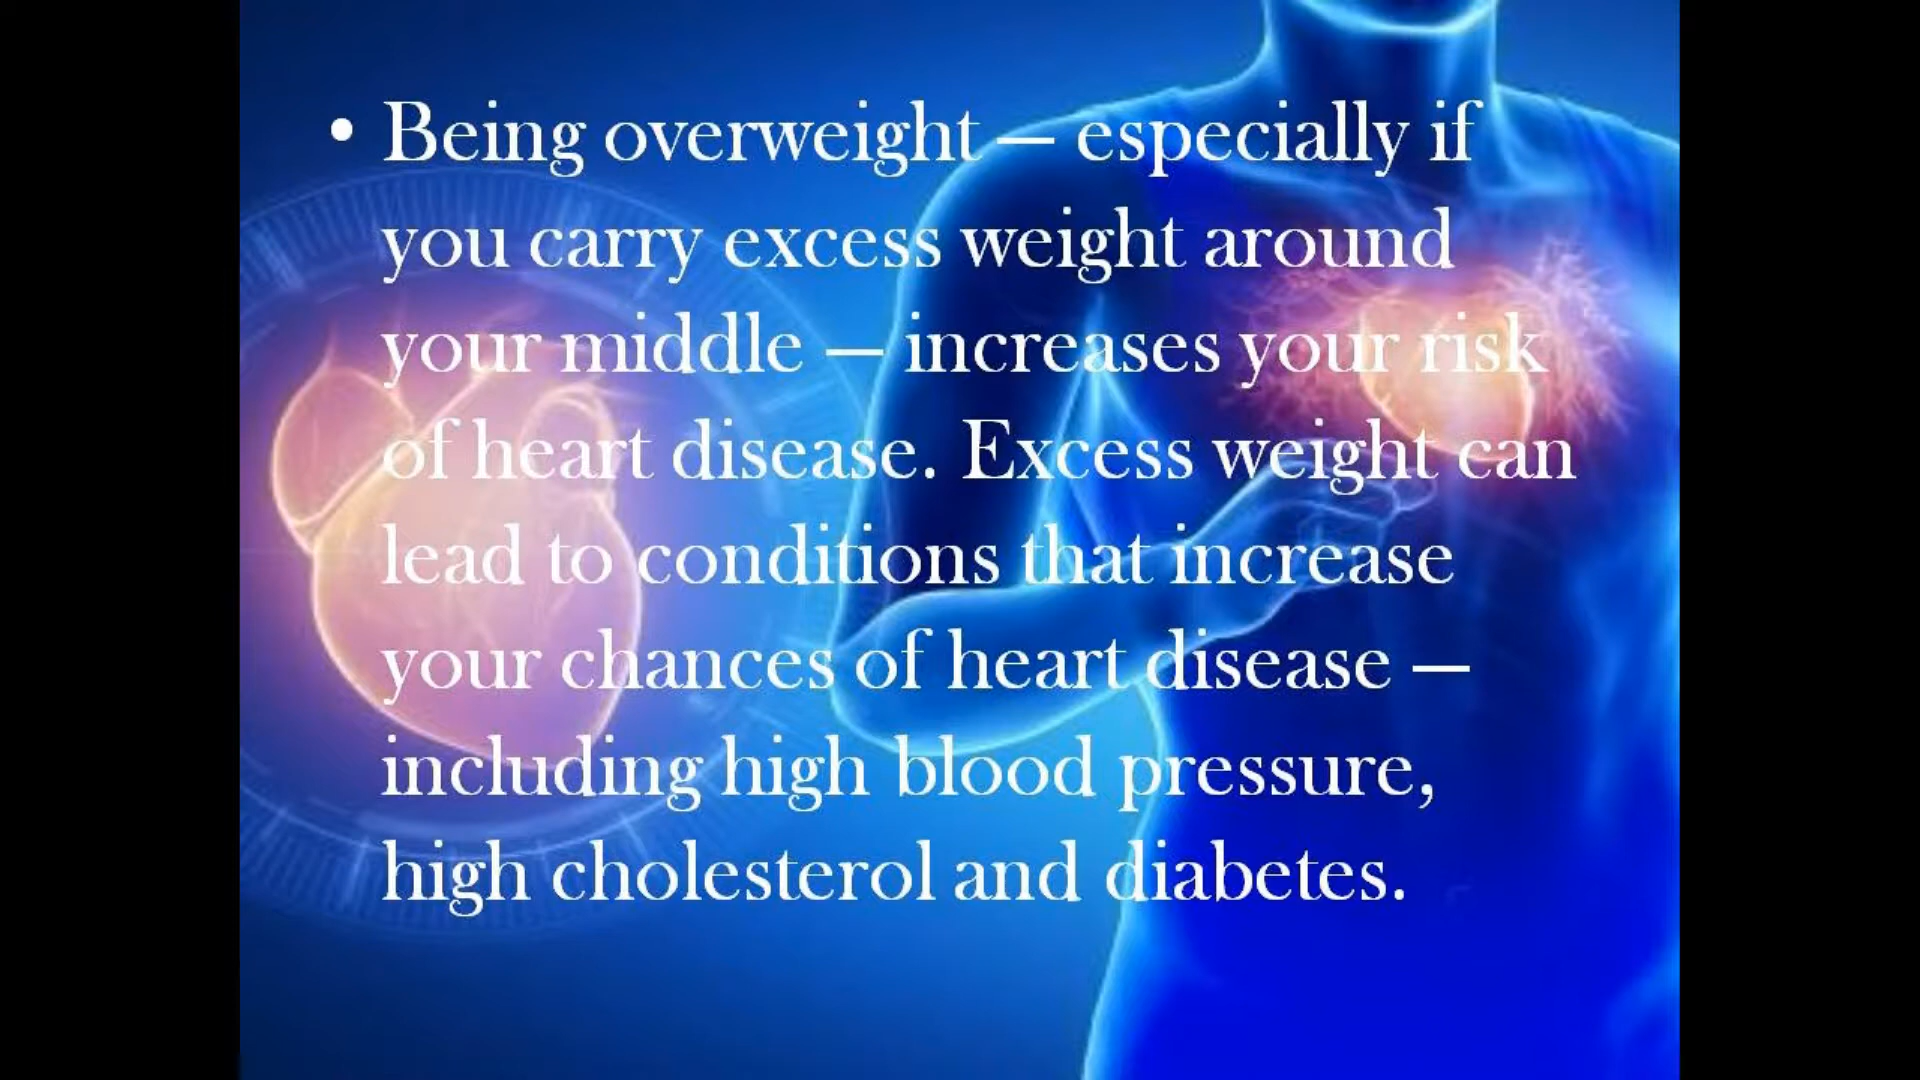 • Being overweight — especially if
you carry excess weight around
your middle — increases your risk
of heart disease. Excess weight can
lead to conditions that increase
your chances of heart disease —
including high blood pressure,
high cholesterol and diabetes.